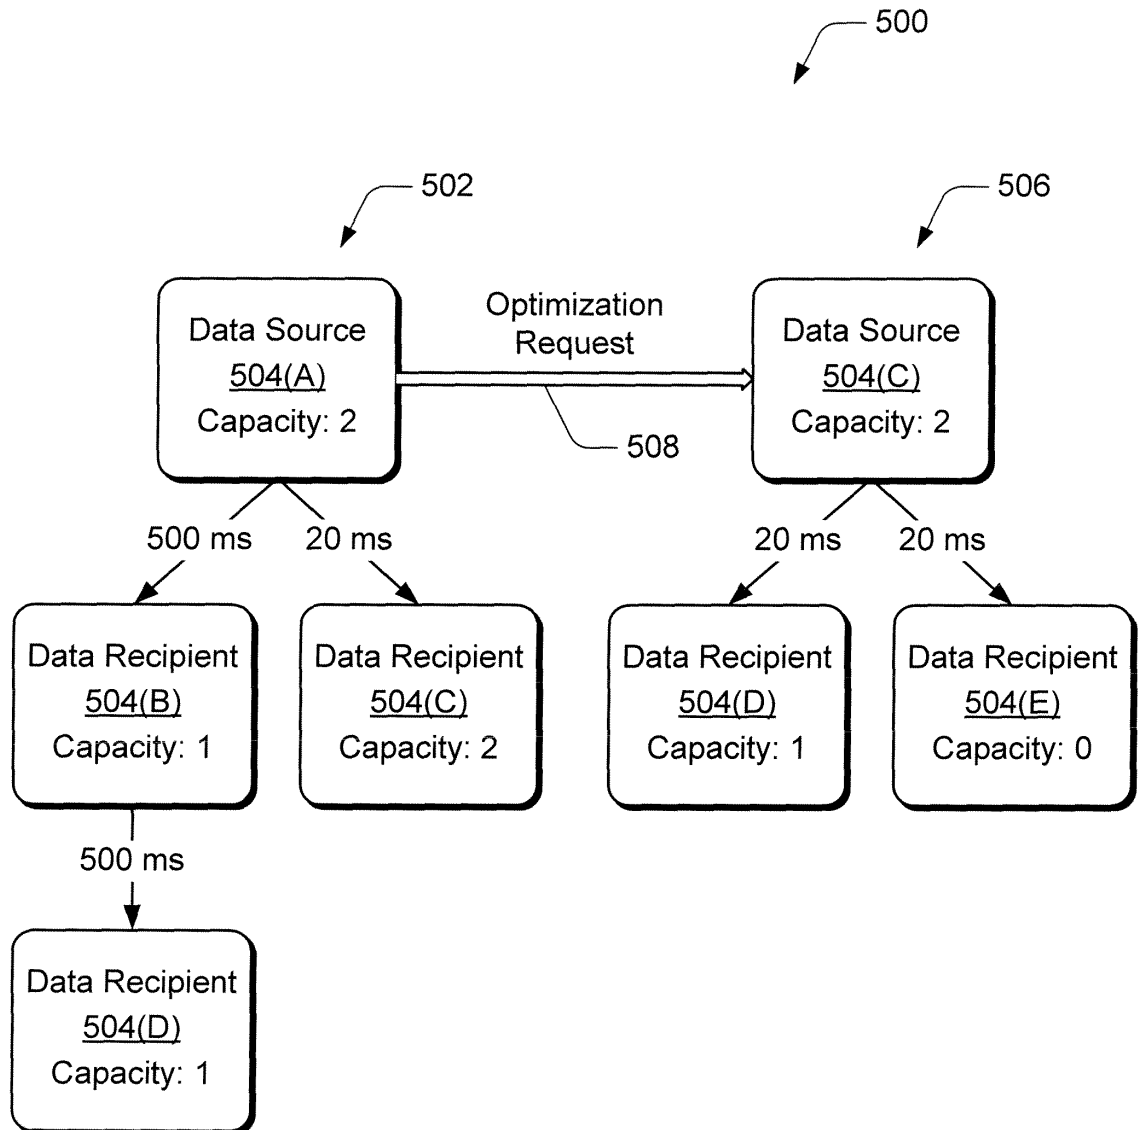 500
502
506
Data Source
504(A)
Capacity: 2
Optimization
Request
508
Data Source
504(C)
Capacity: 2
500 ms
20 ms
20 ms
20 ms
Data Recipient
504(B)
Capacity: 1
Data Recipient
504(C)
Capacity: 2
Data Recipient
504(D)
Capacity: 1
Data Recipient
504(E)
Capacity: 0
500 ms
Data Recipient
504(D)
Capacity: 1